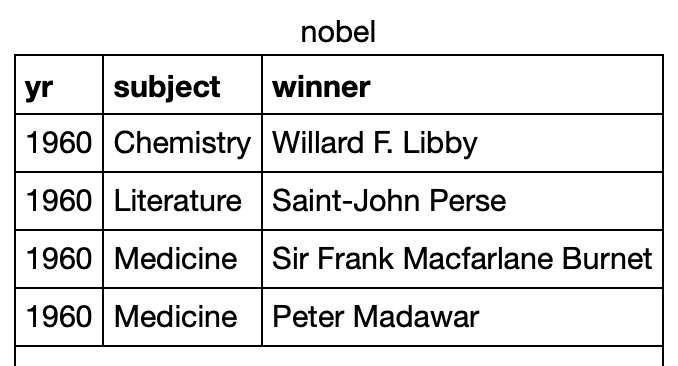 nobel
yr subject winner
1960 Chemistry Willard F. Libby
1960 Literature Saint-John Perse
1960 Medicine Sir Frank Macfarlane Burnet
1960 Medicine Peter Madawar